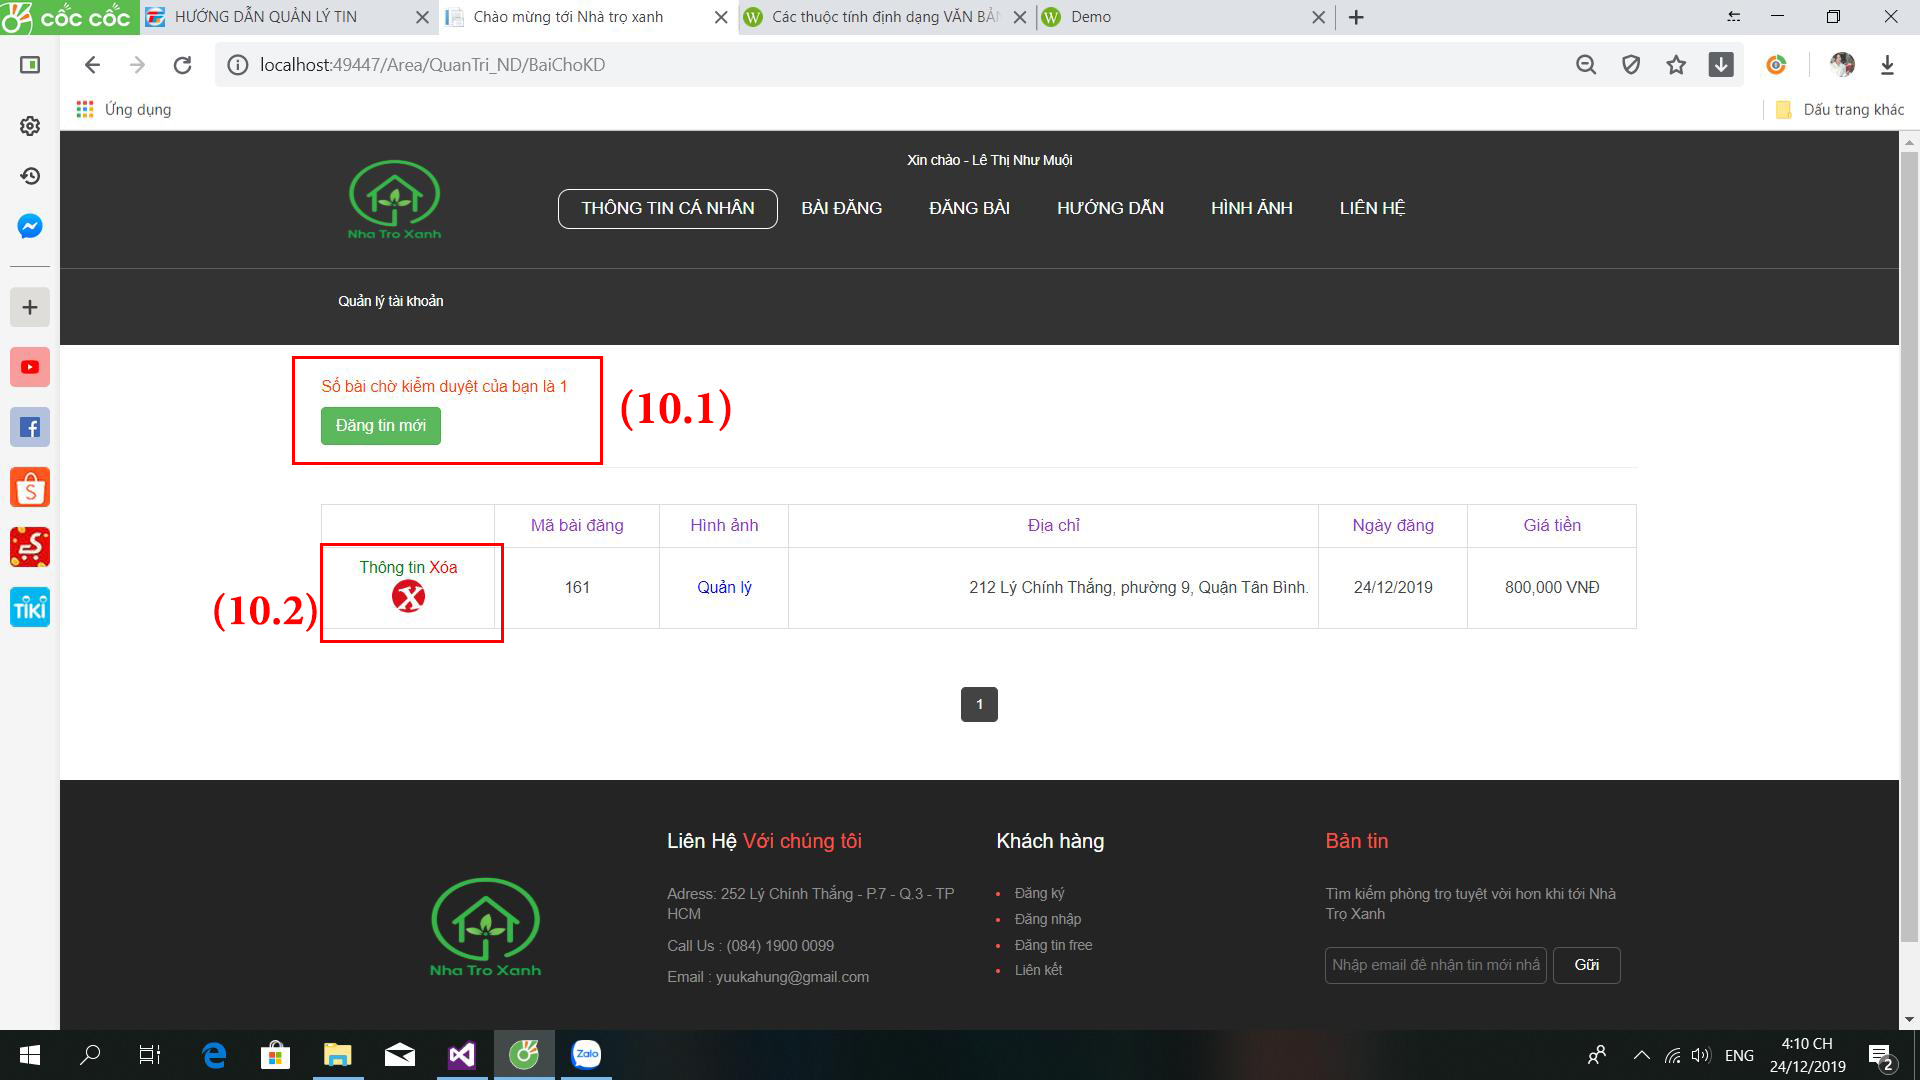 cốc cốc
HƯỚNG DẪN QUẢN LÝ TIN
Chào mừng tới Nhà trọ xanh
Các thuộc tính định dạng VĂN BẢN
Demo
localhost:49447/Area/QuanTri_ND/BaiChoKD
Ứng dụng
Dấu trang khác
Xin chào - Lê Thị Như Muội
Nha Tro Xanh
THÔNG TIN CÁ NHÂN
BÀI ĐĂNG
ĐĂNG BÀI
HƯỚNG DẪN
HÌNH ẢNH
LIÊN HỆ
Quản lý tài khoản
Số bài chờ kiểm duyệt của bạn là 1
Đăng tin mới
(10.1)
Mã bài đăng
Hình ảnh
Địa chỉ
Ngày đăng
Giá tiền
Thông tin Xóa
X
161
Quản lý
212 Lý Chính Thắng, phường 9, Quận Tân Bình.
24/12/2019
800,000 VNĐ
(10.2)
TIKI
1
Nha Tro Xanh
Liên Hệ Với chúng tôi
Adress: 252 Lý Chính Thắng - P.7 - Q.3 - TP
HCM
Call Us : (084) 1900 0099
Email : yuukahung@gmail.com
Khách hàng
Đăng ký
Đăng nhập
Đăng tin free
Liên kết
Bản tin
Tìm kiếm phòng trọ tuyệt vời hơn khi tới Nhà
Trọ Xanh
Nhập email để nhận tin mới nhấ
Gửi
Zalo
ENG
4:10 CH
24/12/2019
2